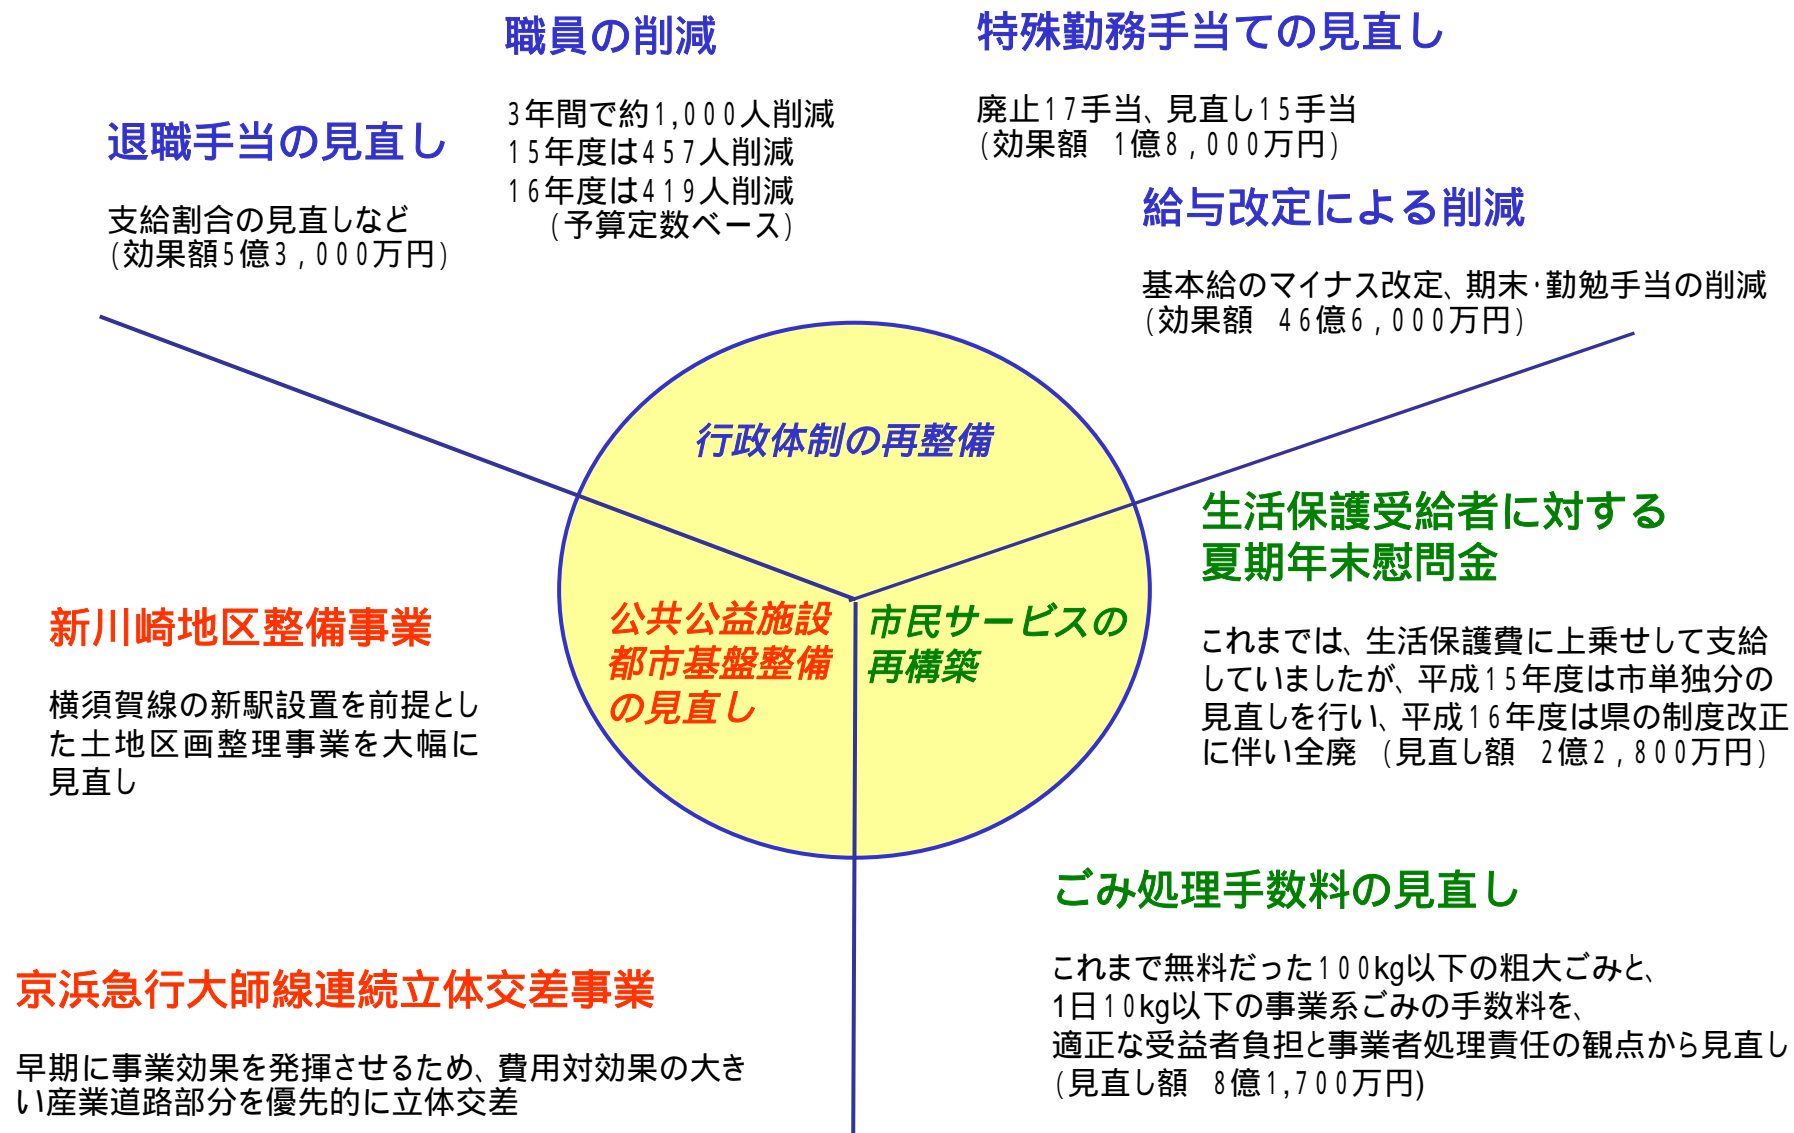 職員の削減
3年間で約1,000人削減
15年度は457人削減
16年度は419人削減
(予算定数ベース)
特殊勤務手当ての見直し
廃止17手当、見直し15手当
(効果額 1億8,000万円)
退職手当の見直し
支給割合の見直しなど
(効果額5億3,000万円)
給与改定による削減
基本給のマイナス改定、期末・勤勉手当の削減
(効果額 46億6,000万円)
行政体制の再整備
公共公益施設
都市基盤整備
の見直し
市民サービスの
再構築
生活保護受給者に対する
夏期年末慰問金
これまでは、生活保護費に上乗せして支給
していましたが、平成15年度は市単独分の
見直しを行い、平成16年度は県の制度改正
に伴い全廃 (見直し額 2億2,800万円)
新川崎地区整備事業
横須賀線の新駅設置を前提とし
た土地区画整理事業を大幅に
見直し
ごみ処理手数料の見直し
これまで無料だった100kg以下の粗大ごみと、
1日10kg以下の事業系ごみの手数料を、
適正な受益者負担と事業者処理責任の観点から見直し
(見直し額 8億1,700万円)
京浜急行大師線連続立体交差事業
早期に事業効果を発揮させるため、費用対効果の大き
い産業道路部分を優先的に立体交差